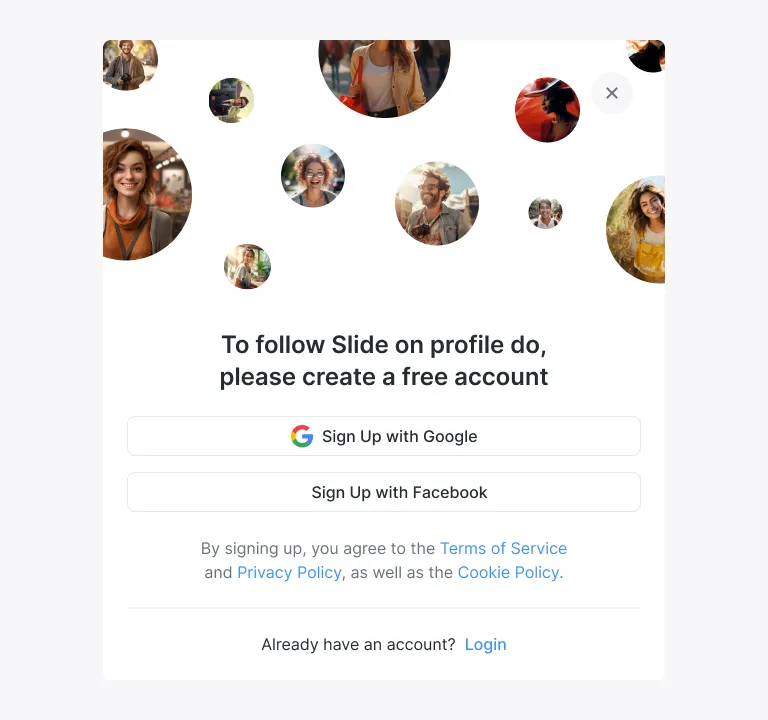 To follow Slide on profile do,
please create a free account
Sign Up with Google
Sign Up with Facebook
By signing up, you agree to the Terms of Service
and Privacy Policy, as well as the Cookie Policy.
Already have an account? Login